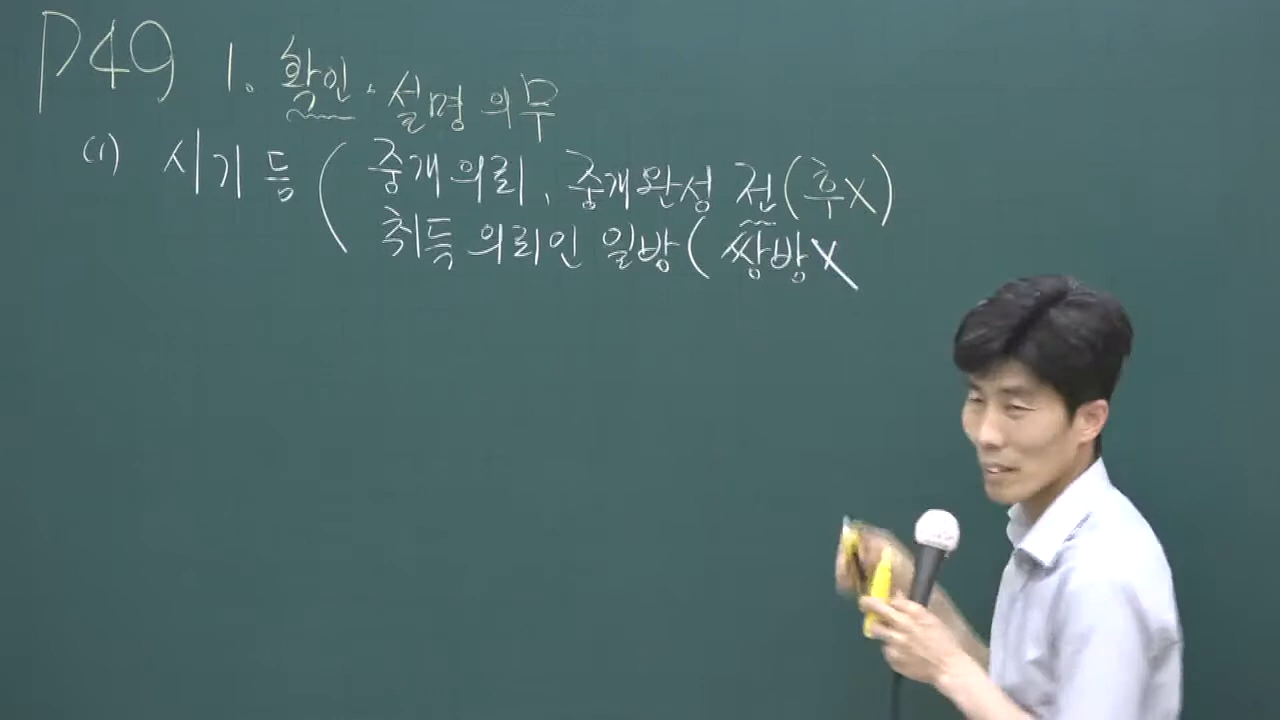 P49 1. 확인·설명의무
(1) 시기등 ( 중개의뢰, 중개완성 전(후X)
취득의뢰인 일방( 쌍방X